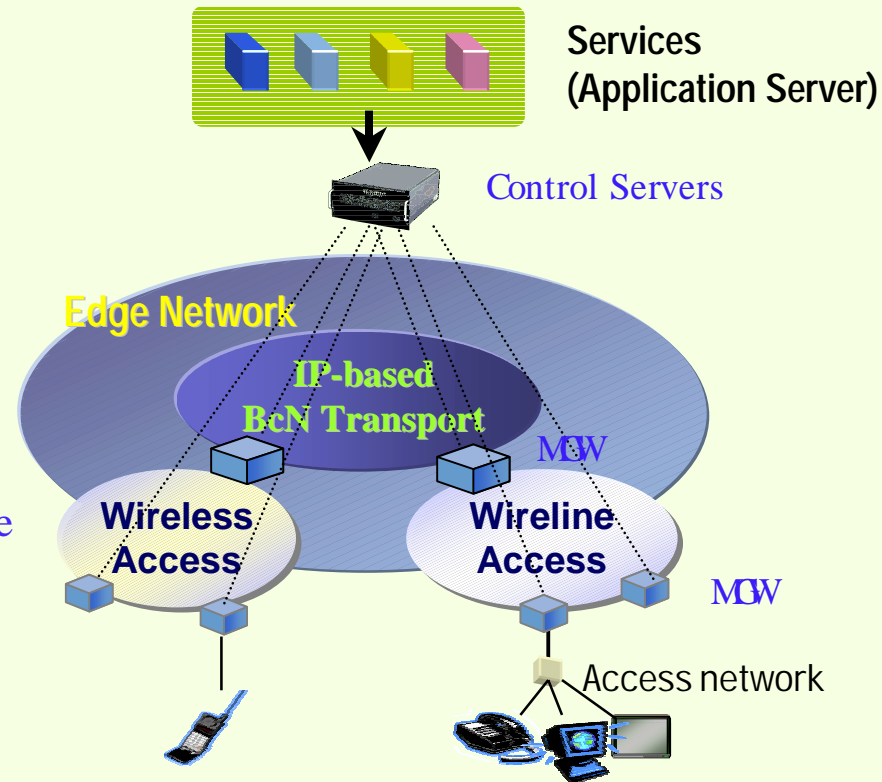 Services
(Application Server)
Control Servers
Edge Network
IP-based
BcN Transport
MGW
Wireless
Access
Wireline
Access
MGW
Access network